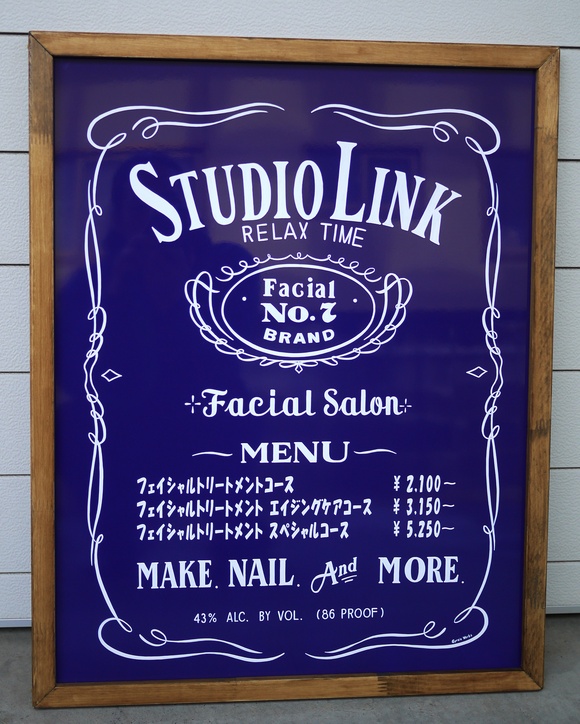 STUDIO LINK
RELAX TIME
Facial
No. 7
BRAND
Facial Salon
MENU
フェイシャルトリートメントコース ¥ 2.100〜
フェイシャルトリートメント エイジングケアコース ¥ 3.150〜
フェイシャルトリートメント スペシャルコース ¥ 5.250〜
MAKE. NAIL. And MORE.
43% ALC. BY VOL. (86 PROOF)